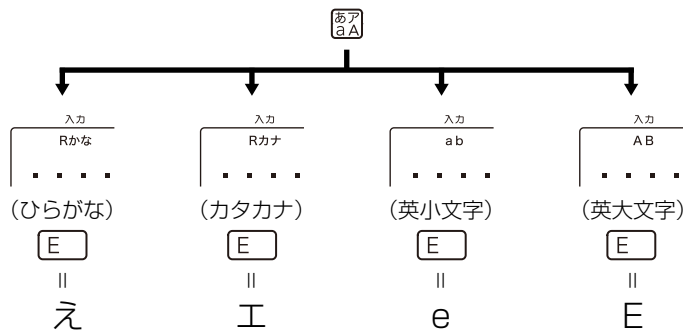 あア
aA
入力 入力 入力 入力
Rかな Rカナ ab AB
(ひらがな) (カタカナ) (英小文字) (英大文字)
E E E E
॥ ॥ ॥ ॥
え エ e E